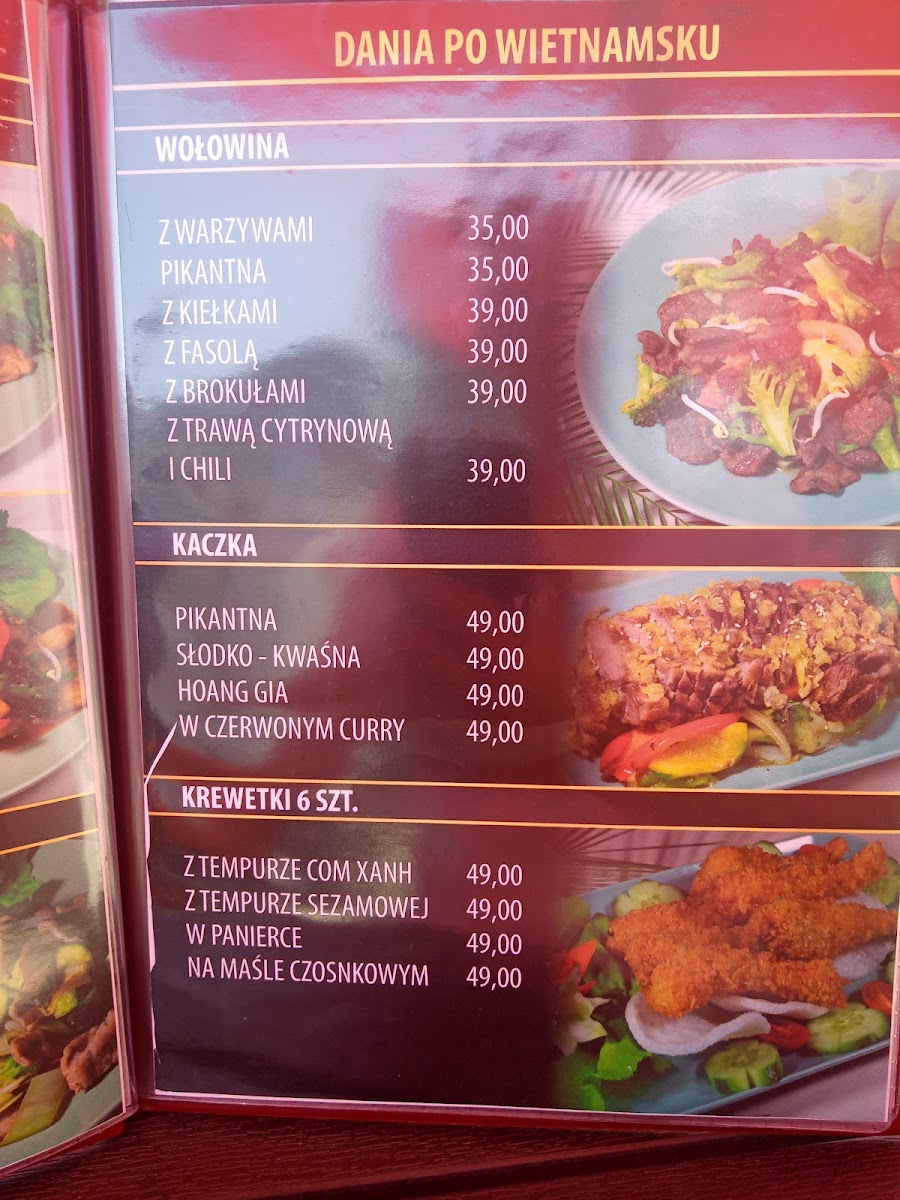 DANIA PO WIETNAMSKU
WOŁOWINA
Z WARZYWAMI 35,00
PIKANTNA 35,00
Z KIEŁKAMI 39,00
Z FASOLĄ 39,00
Z BROKUŁAMI 39,00
Z TRAWĄ CYTRYNOWĄ
I CHILI 39,00
KACZKA
PIKANTNA 49,00
SŁODKO - KWAŚNA 49,00
HOANG GIA 49,00
W CZERWONYM CURRY 49,00
KREWETKI 6 SZT.
Z TEMPURZE COM XANH 49,00
Z TEMPURZE SEZAMOWEJ 49,00
W PANIERCE 49,00
NA MAŚLE CZOSNKOWYM 49,00